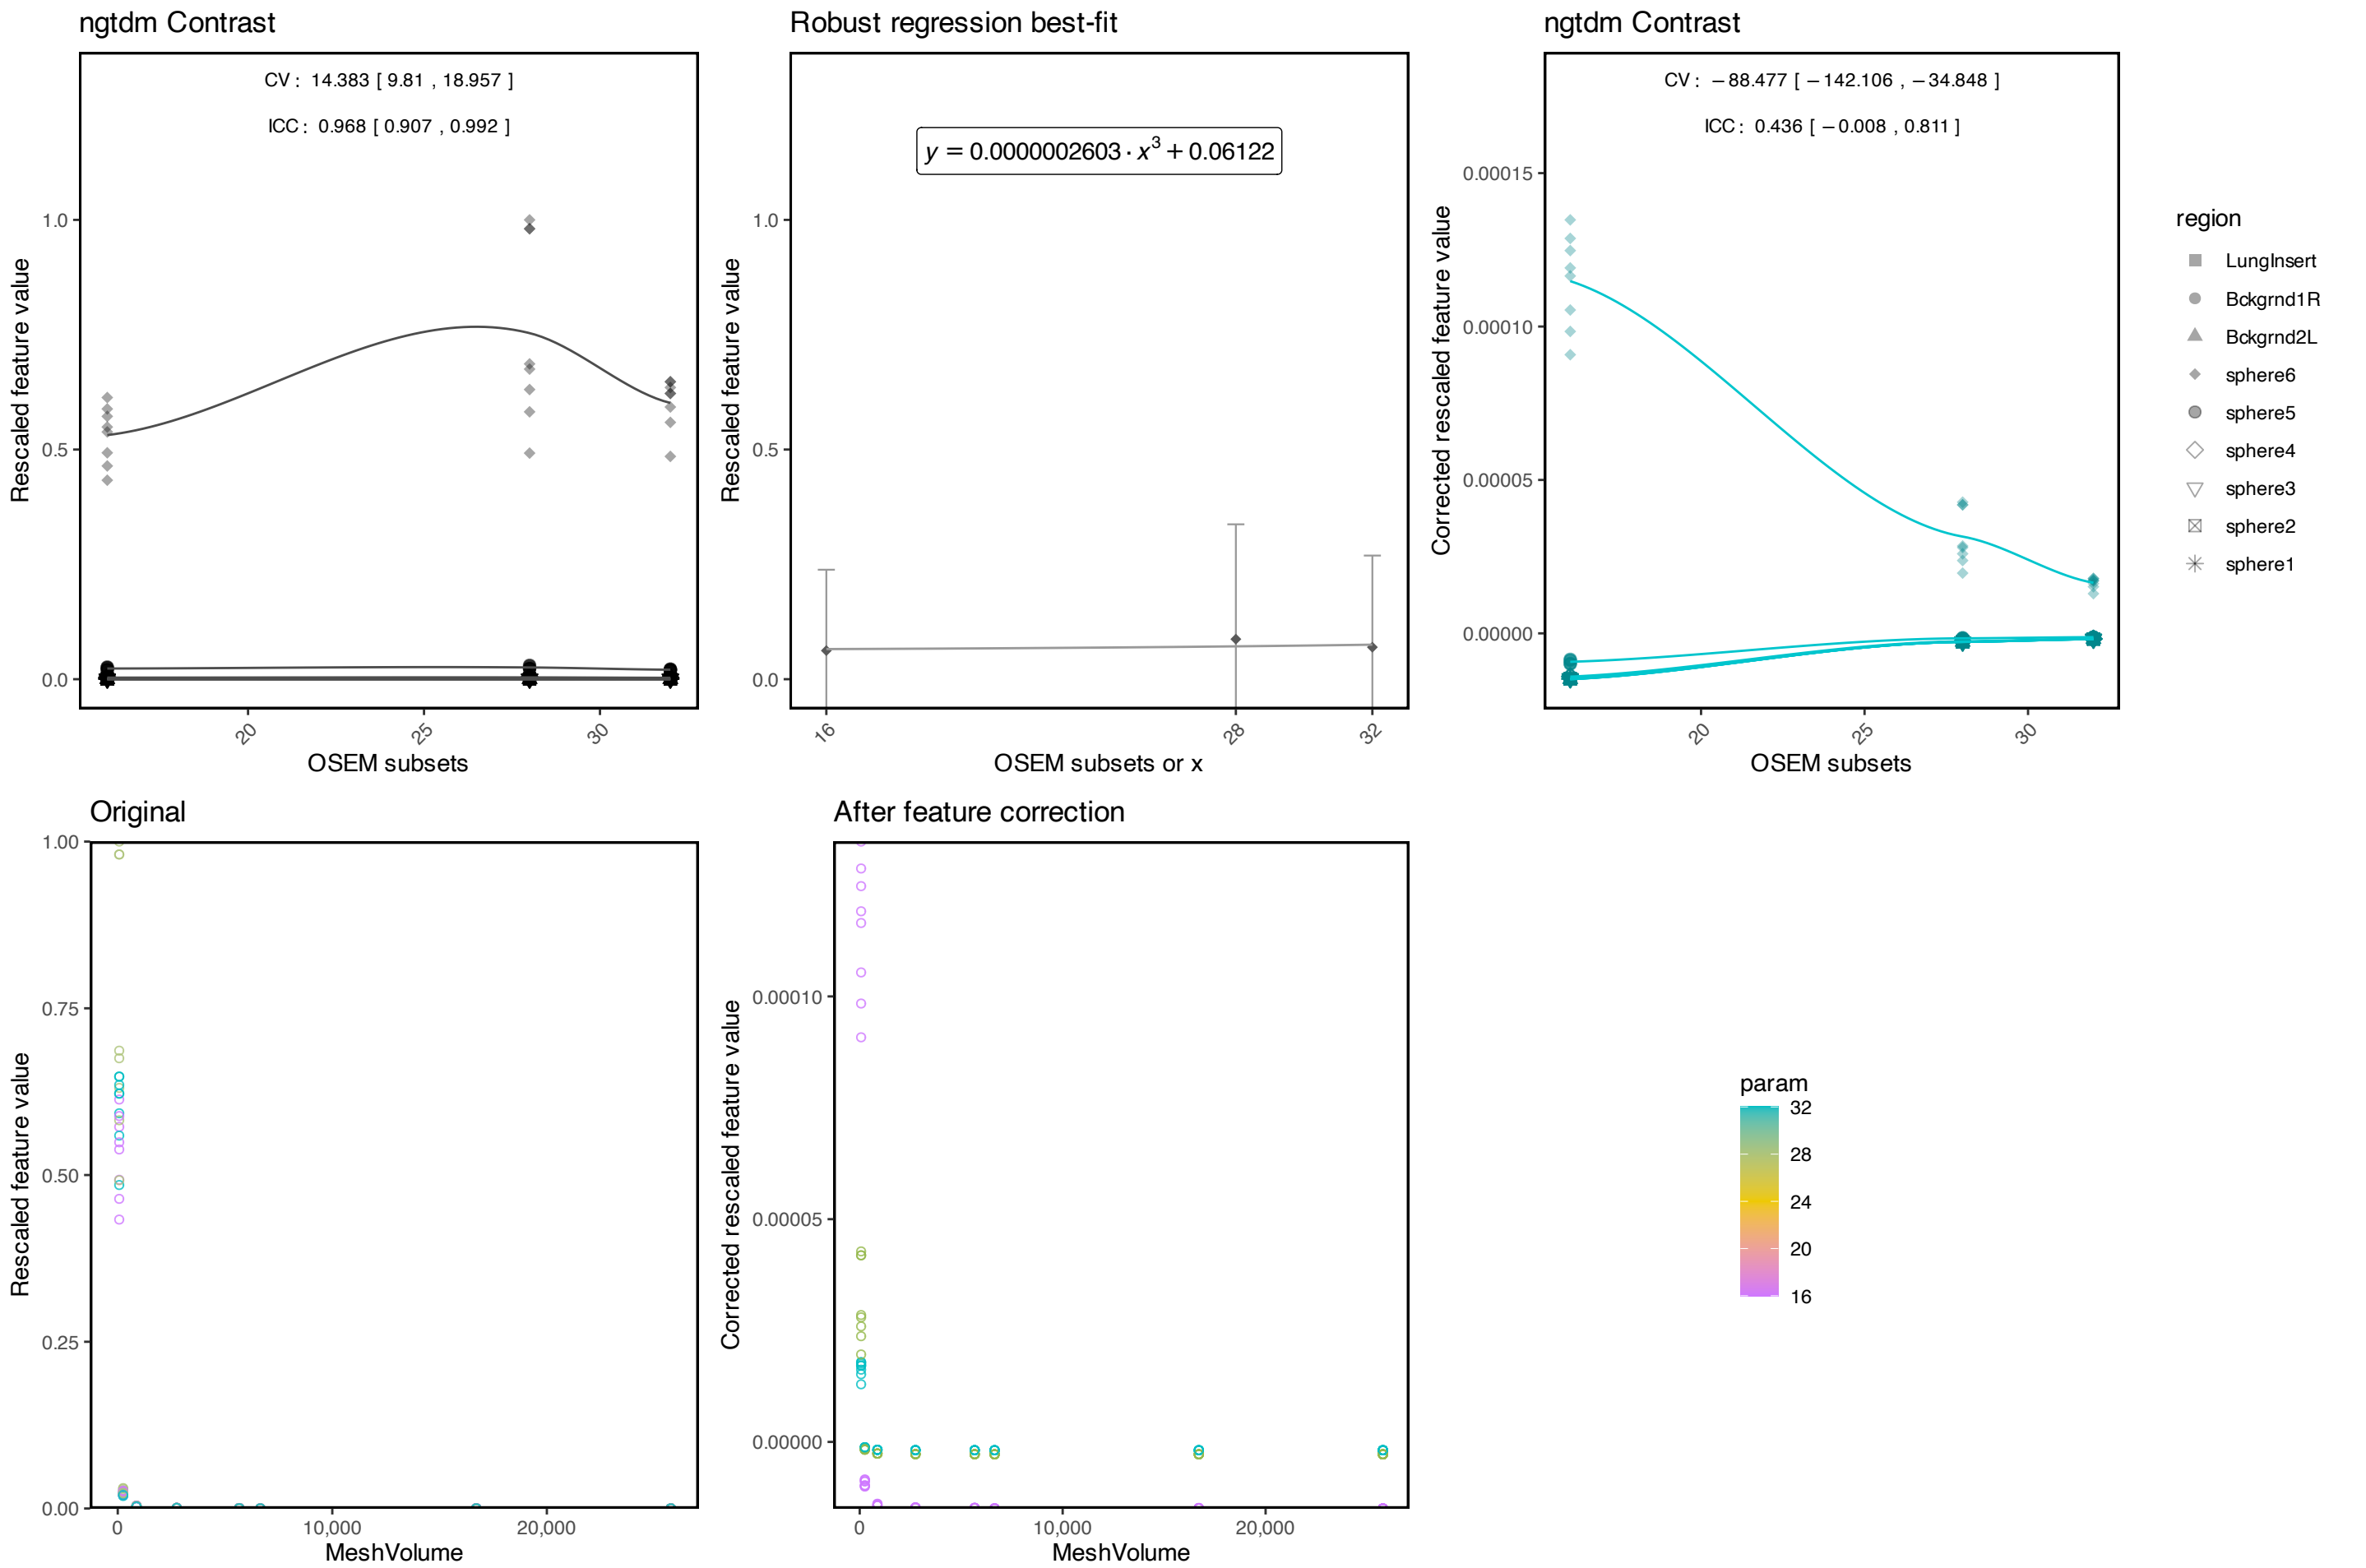 ngtdm Contrast
CV : 14.383 [ 9.81 , 18.957 ]
ICC : 0.968 [ 0.907 , 0.992 ]
Rescaled feature value
1.0
0.5
0.0
20
25
30
OSEM subsets
Robust regression best-fit
y = 0.0000002603 · x³ + 0.06122
Rescaled feature value
1.0
0.5
0.0
16
28
32
OSEM subsets or x
ngtdm Contrast
CV : −88.477 [ −142.106 , −34.848 ]
ICC : 0.436 [ −0.008 , 0.811 ]
Corrected rescaled feature value
0.00015
0.00010
0.00005
0.00000
20
25
30
OSEM subsets
region
LungInsert
Bckgrnd1R
Bckgrnd2L
sphere6
sphere5
sphere4
sphere3
sphere2
sphere1
Original
Rescaled feature value
1.00
0.75
0.50
0.25
0.00
0
10,000
20,000
MeshVolume
After feature correction
Corrected rescaled feature value
0.00010
0.00005
0.00000
0
10,000
20,000
MeshVolume
param
32
28
24
20
16